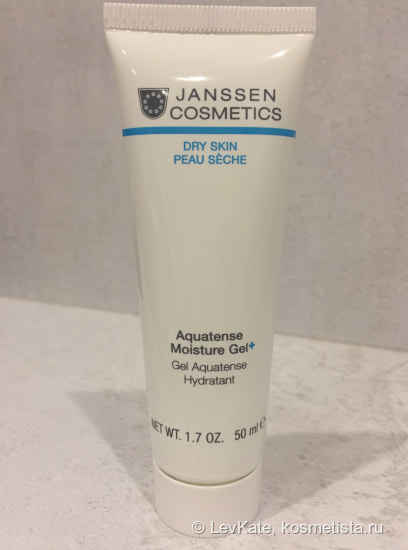 JANSSEN
COSMETICS
DRY SKIN
PEAU SÈCHE
Aquatense
Moisture Gel+
Gel Aquatense
Hydratant
NET WT. 1.7 OZ. 50 ml ℮
© LevKate, kosmetista.ru